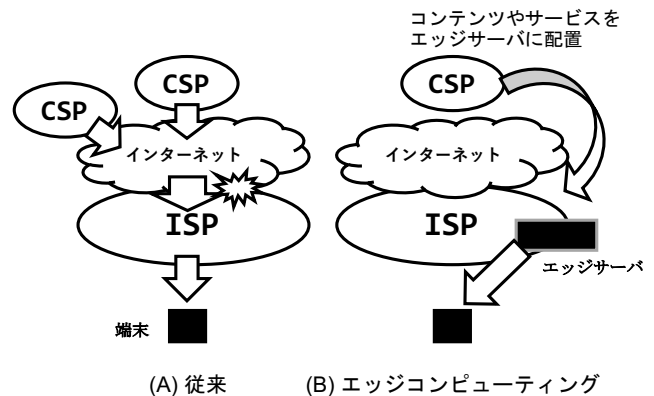 コンテンツやサービスを
エッジサーバに配置
CSP
CSP
インターネット
ISP
端末
(A) 従来
CSP
インターネット
ISP
エッジサーバ
(B) エッジコンピューティング